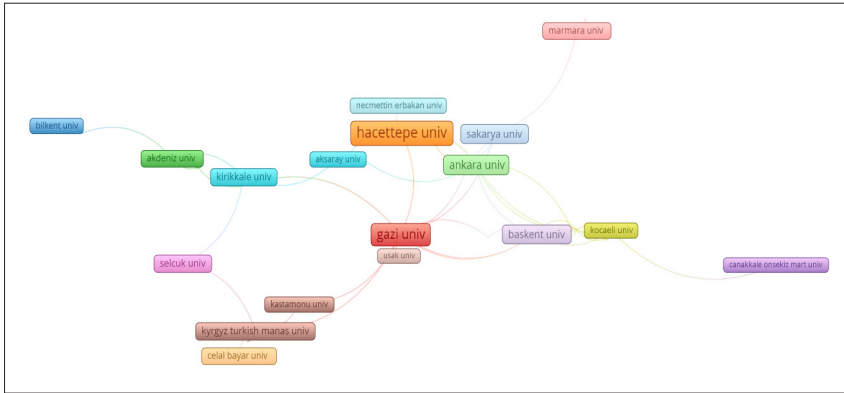 marmara univ
necmettin erbakan univ
bilkent univ
hacettepe univ
sakarya univ
akdeniz univ
aksaray univ
ankara univ
kirikkale univ
gazi univ
baskent univ
kocaeli univ
usak univ
selcuk univ
canakkale onsekiz mart univ
kastamonu univ
kyrgyz turkish manas univ
celal bayar univ